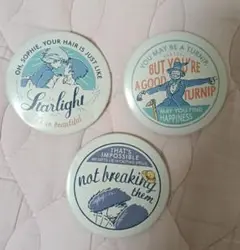 OH, SOPHIE, YOUR HAIR IS JUST LIKE
Starlight
beautiful
YOU MAY BE A TURNIP,
BUT YOU'RE
A GOOD
TURNIP
MAY YOU FIND
HAPPINESS
THAT'S
IMPOSSIBLE
not breaking
them